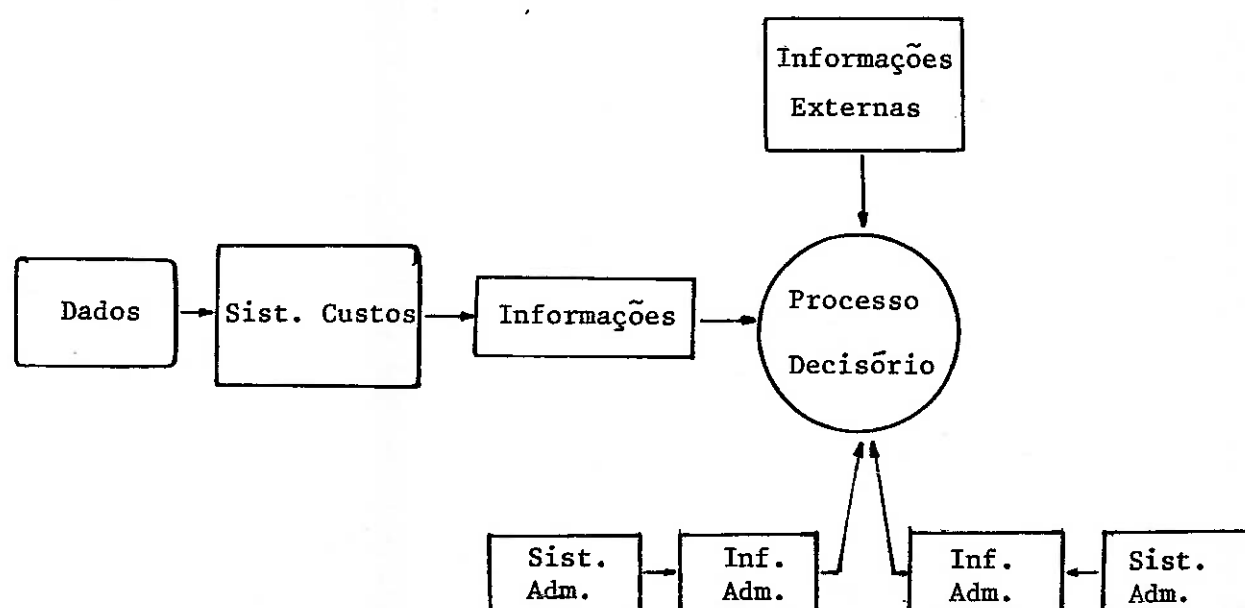 Informações
Externas
Dados
Sist. Custos
Informações
Processo
Decisório
Sist.
Adm.
Inf.
Adm.
Inf.
Adm.
Sist.
Adm.